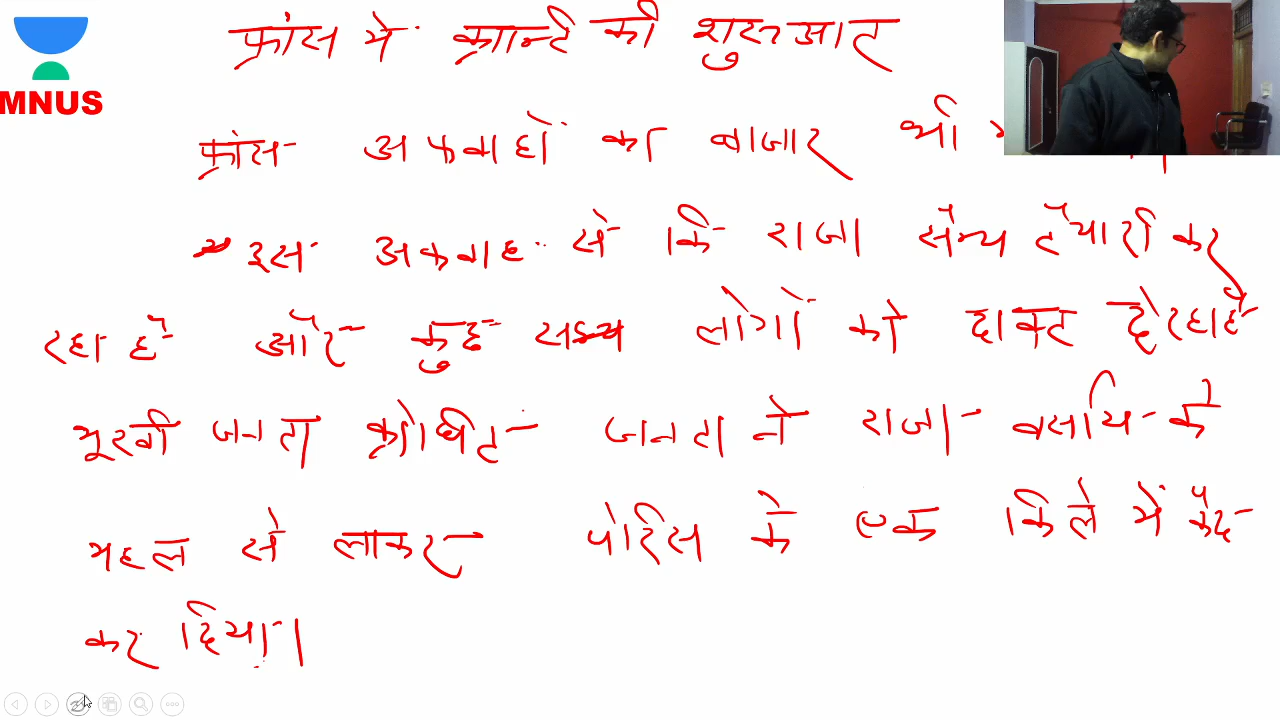 MNUS
फ्रांस मे क्रान्ति की शुरूआत
फ्रांस अफवाहों का बाजार भी
इस अफवाह से कि राजा सैन्य तैयारी कर
रहा है और कुछ लोगों को दावत दे रहा है
भूखी जनता क्रोधित जनता ने राजा वर्साय के
महल से लाकर पेरिस के एक किले में कैद
कर दिया।